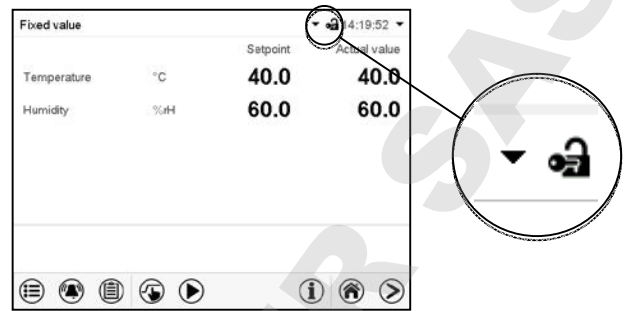 Fixed value 14:19:52
Setpoint Actual value
Temperature °C 40.0 40.0
Humidity %rH 60.0 60.0